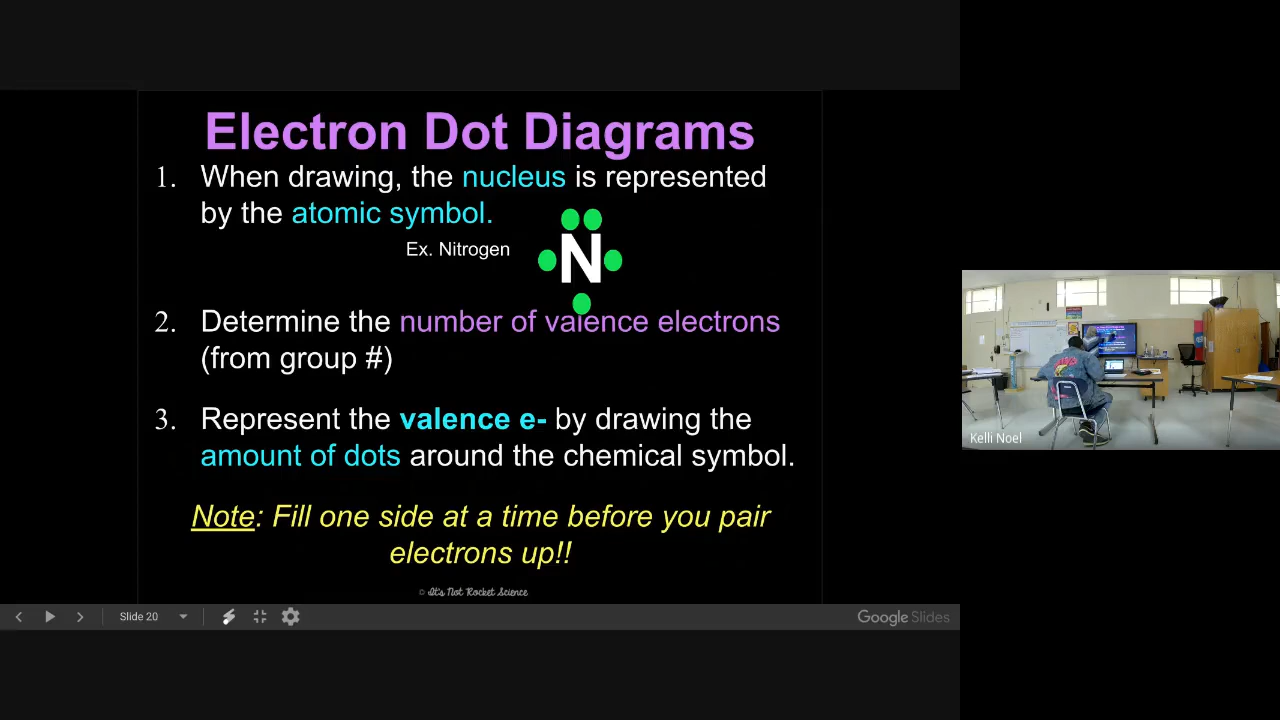 Electron Dot Diagrams
1. When drawing, the nucleus is represented
by the atomic symbol.
Ex. Nitrogen
N
2. Determine the number of valence electrons
(from group #)
3. Represent the valence e- by drawing the
amount of dots around the chemical symbol.
Note: Fill one side at a time before you pair
electrons up!!
© It's Not Rocket Science
Slide 20
Google Slides
Kelli Noel